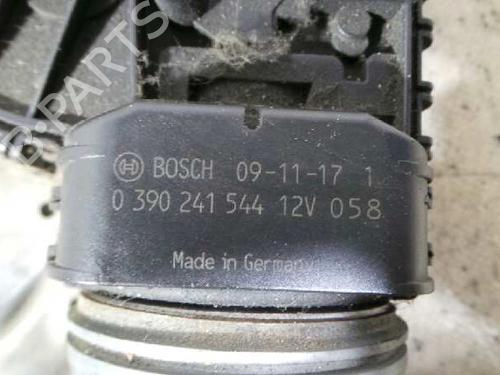 BOSCH 09-11-17 1
0 390 241 544 12V 058
Made in Germany
B-PARTS